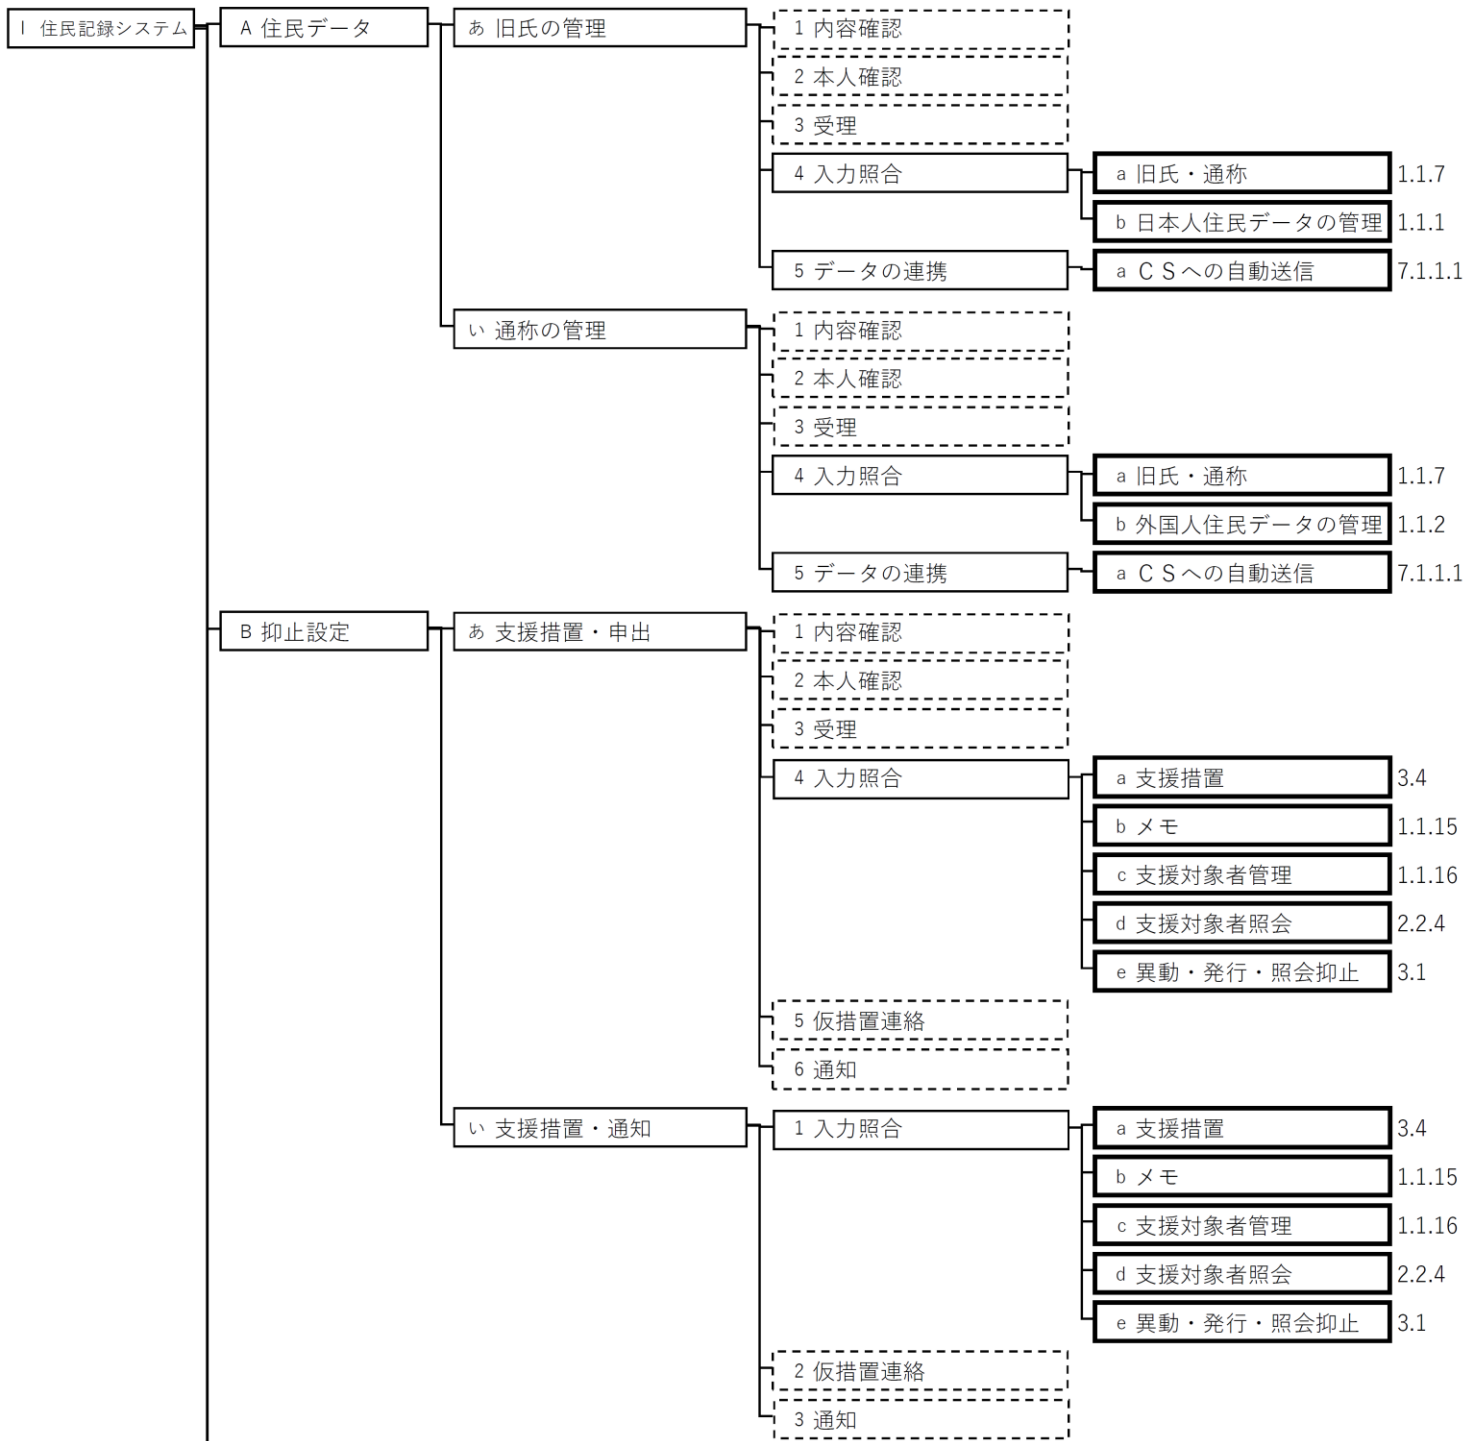 Ⅰ 住民記録システム
A 住民データ
あ 旧氏の管理
1 内容確認
2 本人確認
3 受理
4 入力照合
a 旧氏・通称 1.1.7
b 日本人住民データの管理 1.1.1
5 データの連携
a ＣＳへの自動送信 7.1.1.1
い 通称の管理
1 内容確認
2 本人確認
3 受理
4 入力照合
a 旧氏・通称 1.1.7
b 外国人住民データの管理 1.1.2
5 データの連携
a ＣＳへの自動送信 7.1.1.1
B 抑止設定
あ 支援措置・申出
1 内容確認
2 本人確認
3 受理
4 入力照合
a 支援措置 3.4
b メモ 1.1.15
c 支援対象者管理 1.1.16
d 支援対象者照会 2.2.4
e 異動・発行・照会抑止 3.1
5 仮措置連絡
6 通知
い 支援措置・通知
1 入力照合
a 支援措置 3.4
b メモ 1.1.15
c 支援対象者管理 1.1.16
d 支援対象者照会 2.2.4
e 異動・発行・照会抑止 3.1
2 仮措置連絡
3 通知